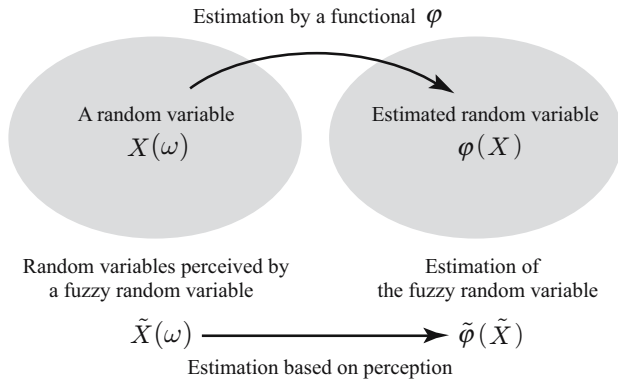 Estimation by a functional φ
A random variable
X(ω)
Estimated random variable
φ(X)
Random variables perceived by
a fuzzy random variable
Estimation of
the fuzzy random variable
X̃(ω)
φ̃(X̃)
Estimation based on perception